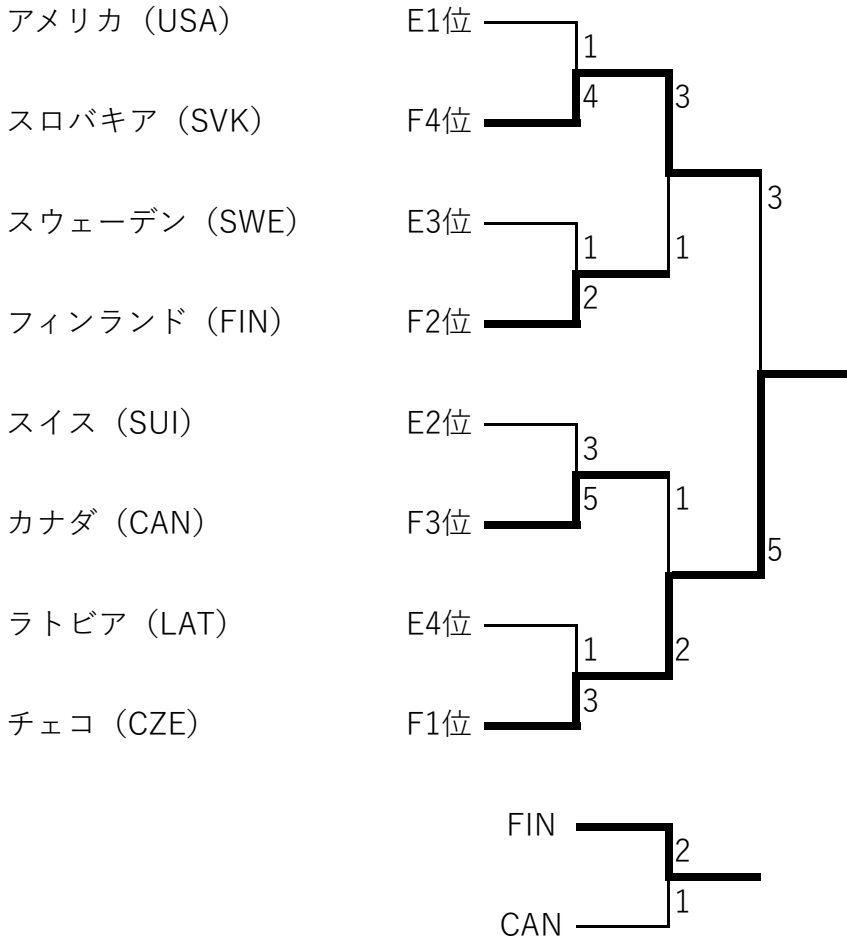 アメリカ（USA） E1位
1
4
3
スロバキア（SVK） F4位
3
スウェーデン（SWE） E3位
1
1
2
フィンランド（FIN） F2位
スイス（SUI） E2位
3
5
1
カナダ（CAN） F3位
5
ラトビア（LAT） E4位
1
2
3
チェコ（CZE） F1位
FIN
2
1
CAN